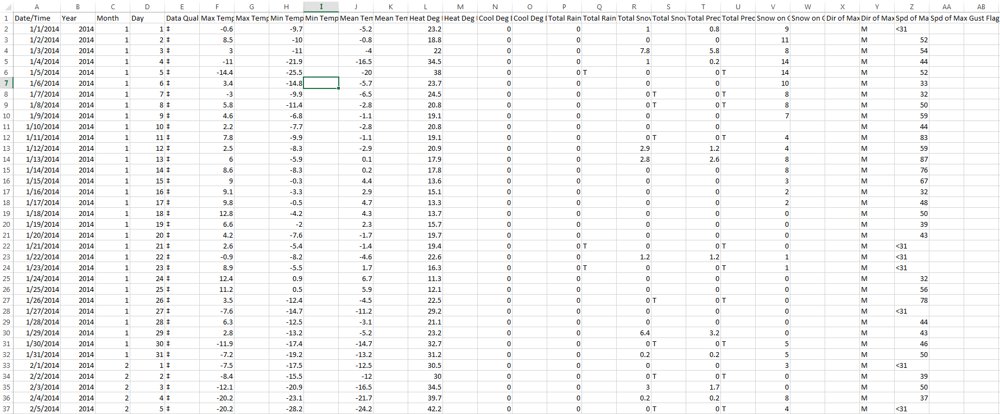 A B C D E F G H I J K L M N O P Q R S T U V W X Y Z AA AB
1 Date/Time Year Month Day Data Qual Max Temp Max Temp Min Temp Min Temp Mean Tem Mean Tem Heat Deg Heat Deg Cool Deg Cool Deg Total Rain Total Rain Total Snow Total Snow Total Prec Total Prec Snow on G Snow on G Dir of Max Dir of Max Spd of Ma Spd of Max Gust Flag
2 1/1/2014 2014 1 1 ‡ -0.6 -9.7 -5.2 23.2 0 0 1 0.8 9 M <31
3 1/2/2014 2014 1 2 ‡ 8.5 -10 -0.8 18.8 0 0 0 0 11 M 52
4 1/3/2014 2014 1 3 ‡ 3 -11 -4 22 0 0 7.8 5.8 8 M 54
5 1/4/2014 2014 1 4 ‡ -11 -21.9 -16.5 34.5 0 0 1 0.2 14 M 44
6 1/5/2014 2014 1 5 ‡ -14.4 -25.5 -20 38 0 0 T 0 0 T 14 M 52
7 1/6/2014 2014 1 6 ‡ 3.4 -14.8 -5.7 23.7 0 0 0 0 10 M 33
8 1/7/2014 2014 1 7 ‡ -3 -9.9 -6.5 24.5 0 0 0 T 0 T 8 M 32
9 1/8/2014 2014 1 8 ‡ 5.8 -11.4 -2.8 20.8 0 0 0 T 0 T 8 M 50
10 1/9/2014 2014 1 9 ‡ 4.6 -6.8 -1.1 19.1 0 0 0 0 7 M 59
11 1/10/2014 2014 1 10 ‡ 2.2 -7.7 -2.8 20.8 0 0 0 0 M 44
12 1/11/2014 2014 1 11 ‡ 7.8 -9.9 -1.1 19.1 0 0 0 T 0 T 4 M 83
13 1/12/2014 2014 1 12 ‡ 2.5 -8.3 -2.9 20.9 0 0 2.9 1.2 4 M 59
14 1/13/2014 2014 1 13 ‡ 6 -5.9 0.1 17.9 0 0 2.8 2.6 8 M 87
15 1/14/2014 2014 1 14 ‡ 8.6 -8.3 0.2 17.8 0 0 0 0 8 M 76
16 1/15/2014 2014 1 15 ‡ 9 -0.3 4.4 13.6 0 0 0 0 3 M 67
17 1/16/2014 2014 1 16 ‡ 9.1 -3.3 2.9 15.1 0 0 0 0 2 M 32
18 1/17/2014 2014 1 17 ‡ 9.8 -0.5 4.7 13.3 0 0 0 0 2 M 48
19 1/18/2014 2014 1 18 ‡ 12.8 -4.2 4.3 13.7 0 0 0 0 0 M 50
20 1/19/2014 2014 1 19 ‡ 6.6 -2 2.3 15.7 0 0 0 0 0 M 39
21 1/20/2014 2014 1 20 ‡ 4.2 -7.6 -1.7 19.7 0 0 0 0 0 M 43
22 1/21/2014 2014 1 21 ‡ 2.6 -5.4 -1.4 19.4 0 0 T 0 0 T 0 M <31
23 1/22/2014 2014 1 22 ‡ -0.9 -8.2 -4.6 22.6 0 0 1.2 1.2 1 M <31
24 1/23/2014 2014 1 23 ‡ 8.9 -5.5 1.7 16.3 0 0 T 0 0 T 1 M <31
25 1/24/2014 2014 1 24 ‡ 12.4 0.9 6.7 11.3 0 0 0 0 0 M 32
26 1/25/2014 2014 1 25 ‡ 11.2 0.5 5.9 12.1 0 0 0 0 0 M 56
27 1/26/2014 2014 1 26 ‡ 3.5 -12.4 -4.5 22.5 0 0 0 T 0 T 0 M 78
28 1/27/2014 2014 1 27 ‡ -7.6 -14.7 -11.2 29.2 0 0 0 0 0 M <31
29 1/28/2014 2014 1 28 ‡ 6.3 -12.5 -3.1 21.1 0 0 0 0 0 M 44
30 1/29/2014 2014 1 29 ‡ 2.8 -13.2 -5.2 23.2 0 0 6.4 3.2 0 M 43
31 1/30/2014 2014 1 30 ‡ -11.9 -17.4 -14.7 32.7 0 0 0 T 0 T 5 M 46
32 1/31/2014 2014 1 31 ‡ -7.2 -19.2 -13.2 31.2 0 0 0.2 0.2 5 M 50
33 2/1/2014 2014 2 1 ‡ -7.5 -17.5 -12.5 30.5 0 0 0 0 3 M <31
34 2/2/2014 2014 2 2 ‡ -8.4 -15.5 -12 30 0 0 0 T 0 T 0 M 39
35 2/3/2014 2014 2 3 ‡ -12.1 -20.9 -16.5 34.5 0 0 3 1.7 0 M 50
36 2/4/2014 2014 2 4 ‡ -20.2 -23.1 -21.7 39.7 0 0 0.2 0.2 8 M 37
37 2/5/2014 2014 2 5 ‡ -20.2 -28.2 -24.2 42.2 0 0 0 T 0 T 4 M <31